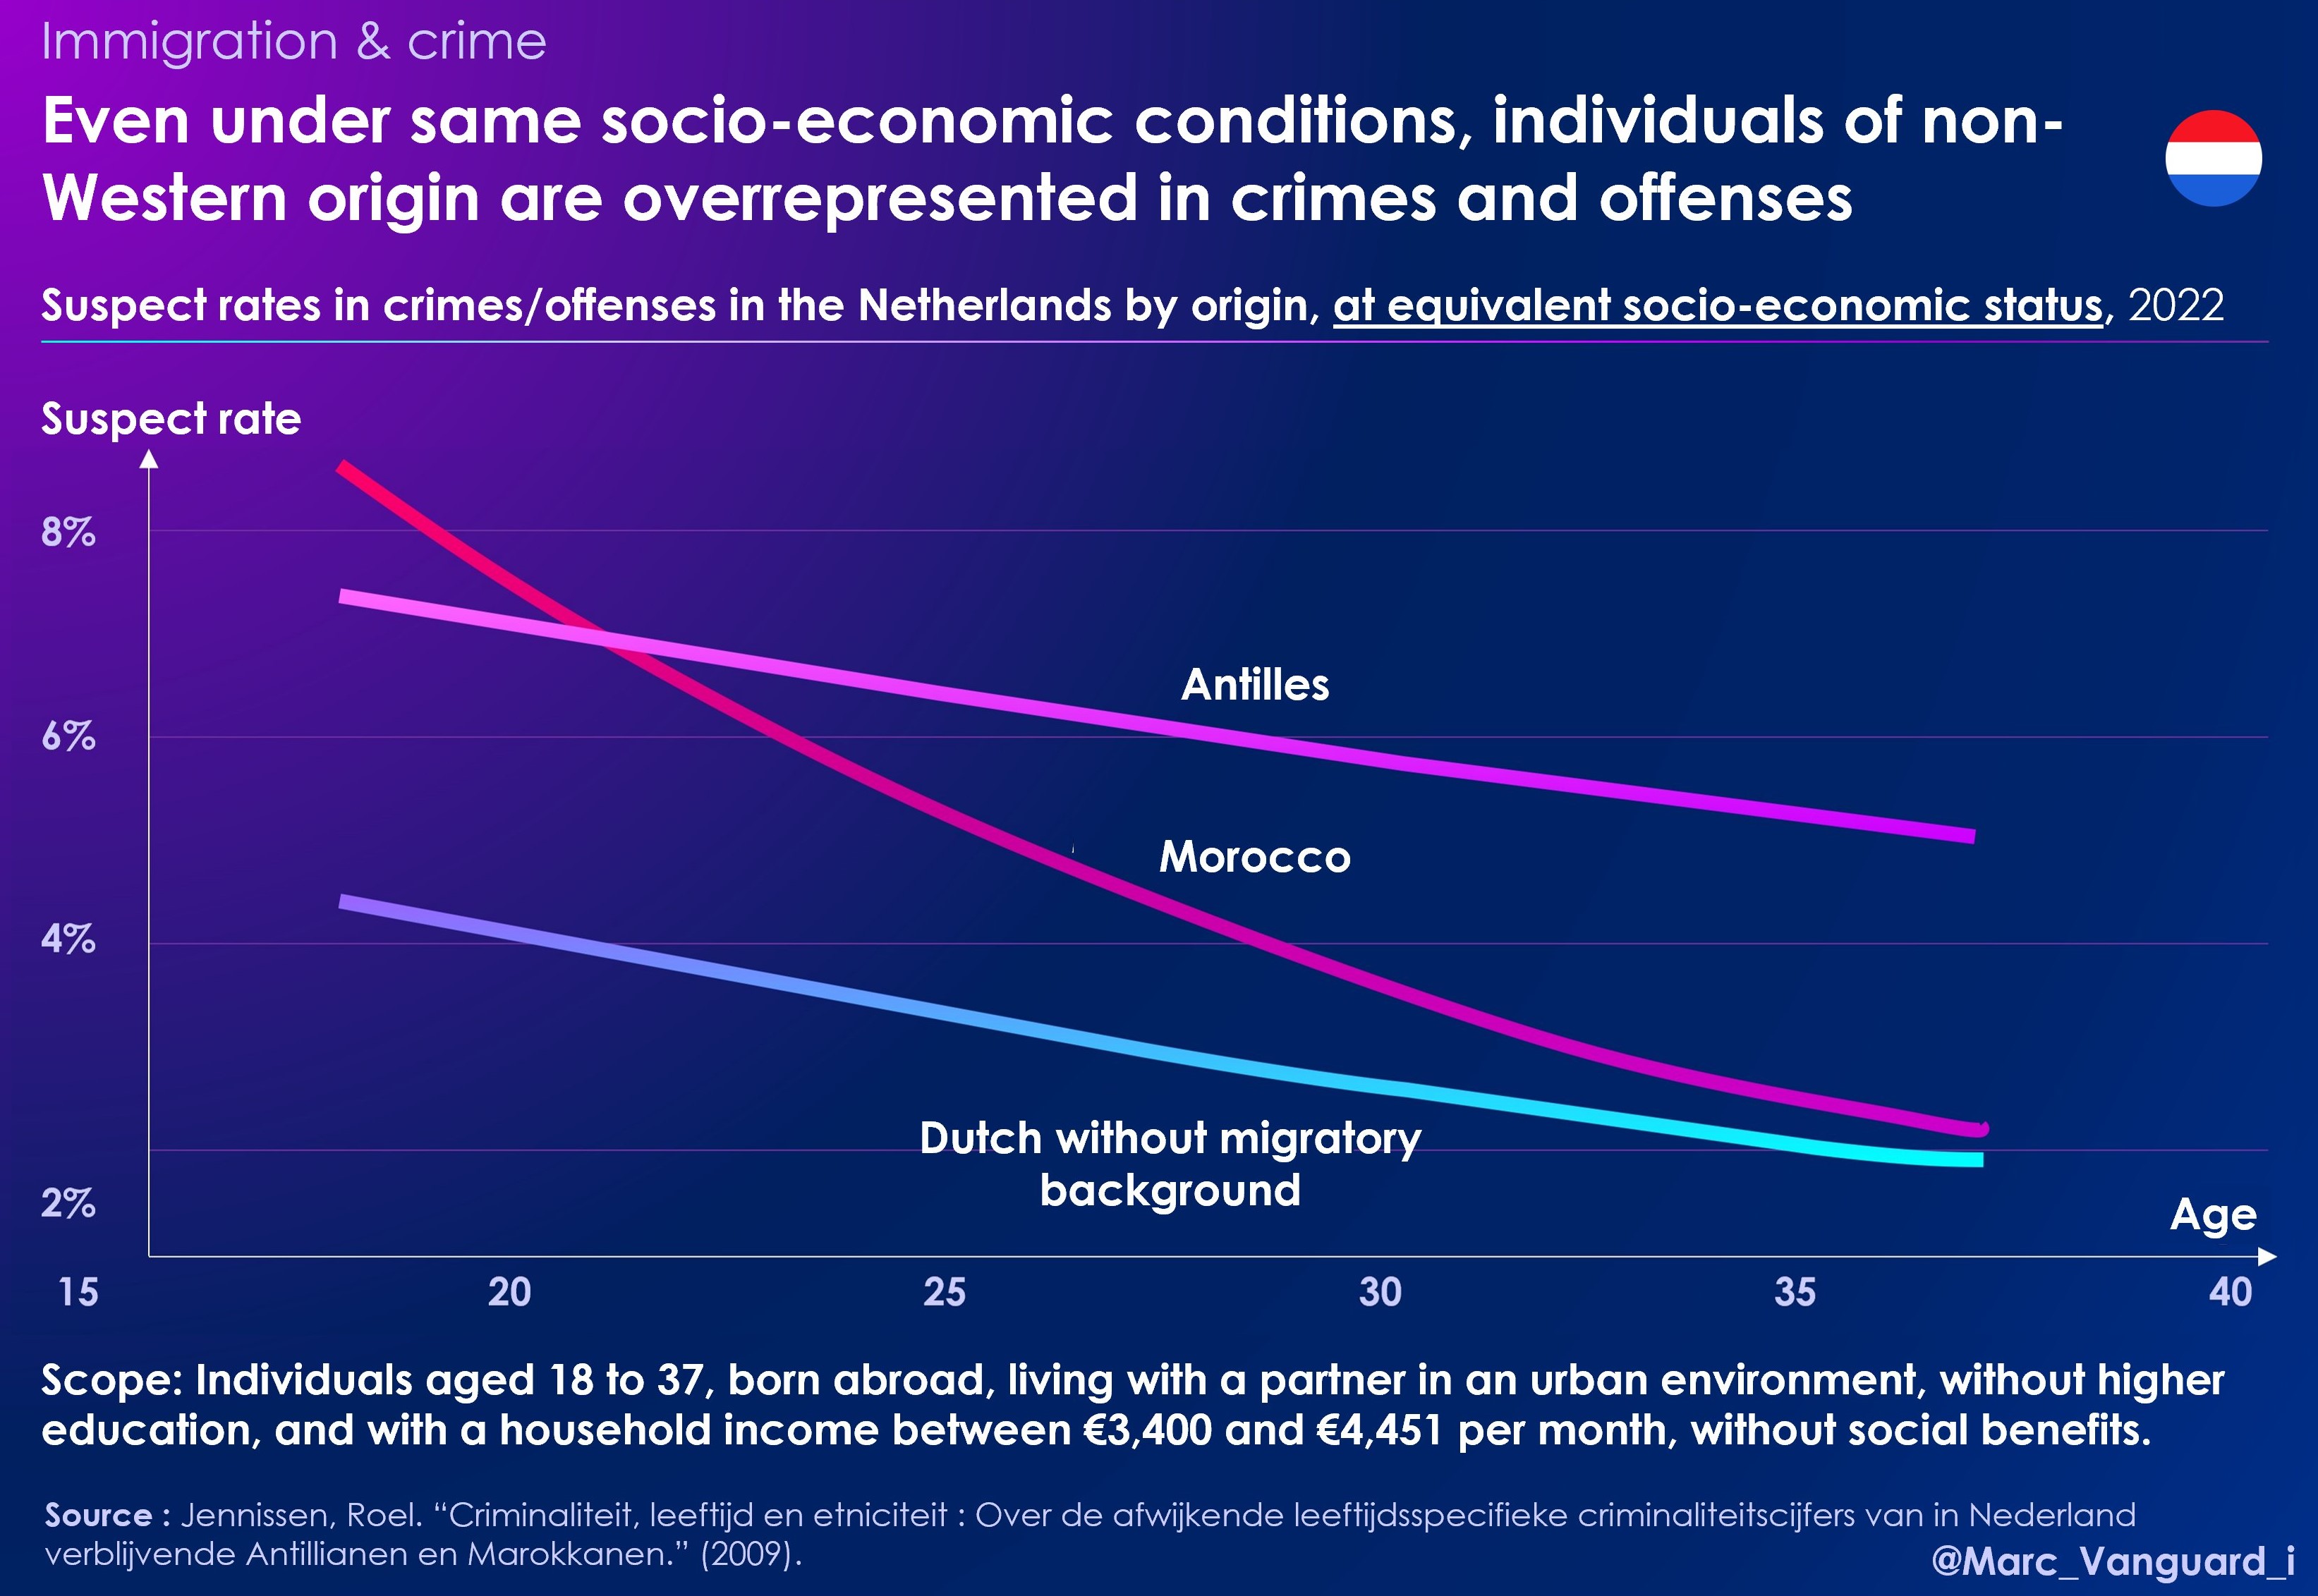 Immigration & crime
Even under same socio-economic conditions, individuals of non-
Western origin are overrepresented in crimes and offenses
Suspect rates in crimes/offenses in the Netherlands by origin, at equivalent socio-economic status, 2022
Suspect rate
8%
6%
Antilles
Morocco
4%
Dutch without migratory
background
2%
Age
15 20 25 30 35 40
Scope: Individuals aged 18 to 37, born abroad, living with a partner in an urban environment, without higher
education, and with a household income between €3,400 and €4,451 per month, without social benefits.
Source : Jennissen, Roel. “Criminaliteit, leeftijd en etniciteit : Over de afwijkende leeftijdsspecifieke criminaliteitscijfers van in Nederland
verblijvende Antillianen en Marokkanen.” (2009).
@Marc_Vanguard_i